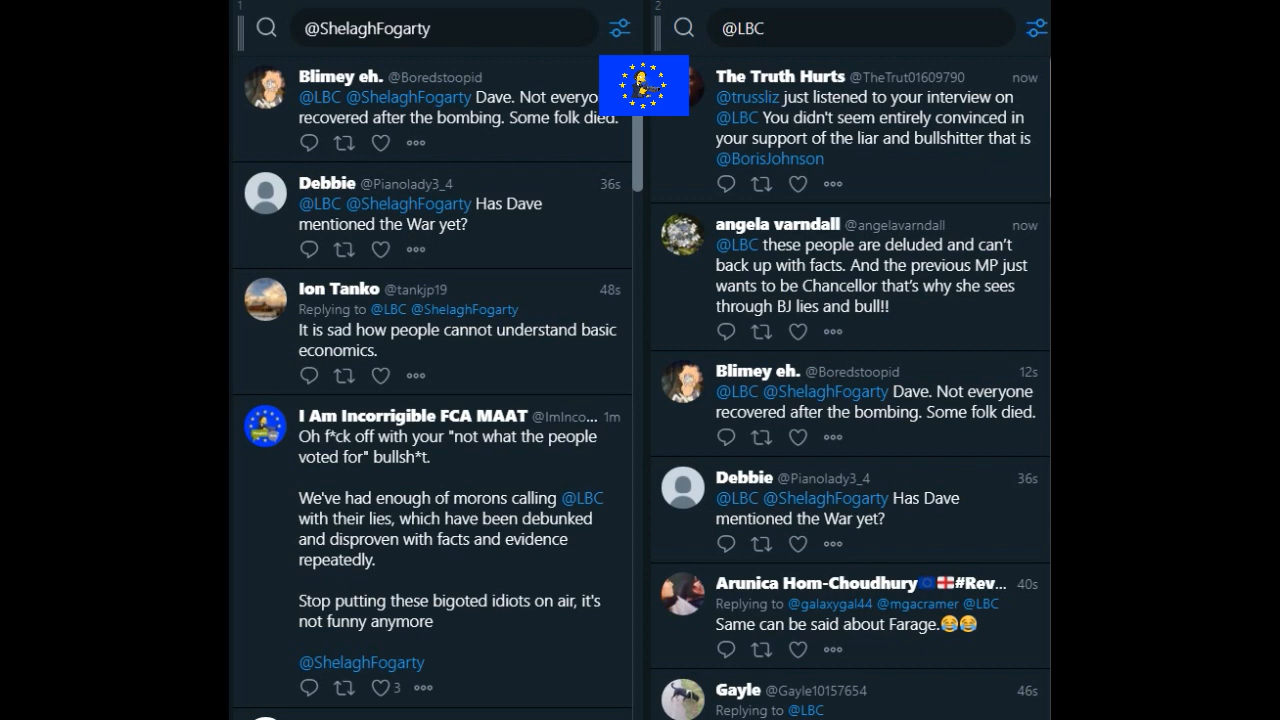 1
@ShelaghFogarty
Blimey eh. @Boredstoopid
@LBC @ShelaghFogarty Dave. Not everyo
recovered after the bombing. Some folk died.
Debbie @Pianolady3_4 36s
@LBC @ShelaghFogarty Has Dave
mentioned the War yet?
Ion Tanko @tankjp19 48s
Replying to @LBC @ShelaghFogarty
It is sad how people cannot understand basic
economics.
I Am Incorrigible FCA MAAT @ImInco... 1m
Oh f*ck off with your "not what the people
voted for" bullsh*t.
We've had enough of morons calling @LBC
with their lies, which have been debunked
and disproven with facts and evidence
repeatedly.
Stop putting these bigoted idiots on air, it's
not funny anymore
@ShelaghFogarty
3
2
@LBC
The Truth Hurts @TheTrut01609790 now
@trussliz just listened to your interview on
@LBC You didn't seem entirely convinced in
your support of the liar and bullshitter that is
@BorisJohnson
angela varndall @angelavarndall now
@LBC these people are deluded and can't
back up with facts. And the previous MP just
wants to be Chancellor that's why she sees
through BJ lies and bull!!
Blimey eh. @Boredstoopid 12s
@LBC @ShelaghFogarty Dave. Not everyone
recovered after the bombing. Some folk died.
Debbie @Pianolady3_4 36s
@LBC @ShelaghFogarty Has Dave
mentioned the War yet?
Arunica Hom-Choudhury🇪🇺🏴󠁧󠁢󠁥󠁮󠁧󠁿#Rev... 40s
Replying to @galaxygal44 @mgacramer @LBC
Same can be said about Farage.😂😂
Gayle @Gayle10157654 46s
Replying to @LBC